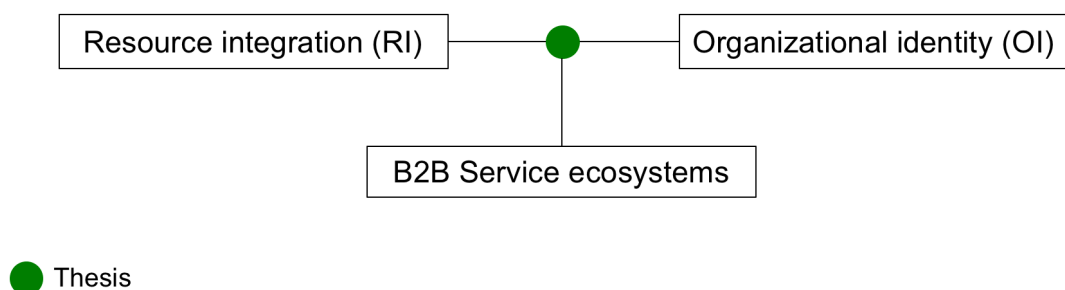 Resource integration (RI)
Organizational identity (OI)
B2B Service ecosystems
Thesis